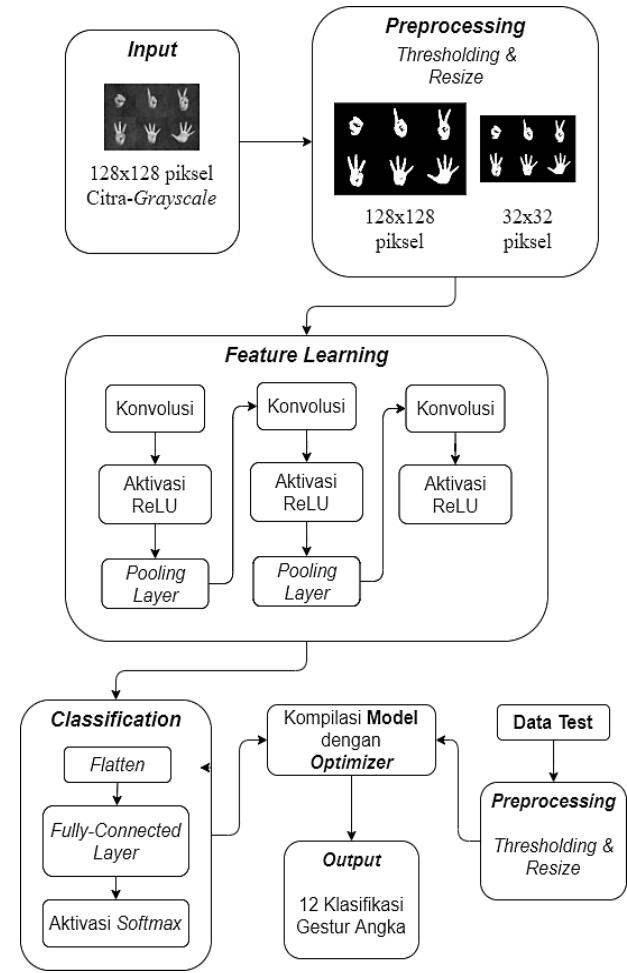 Input
128x128 piksel
Citra-Grayscale
Preprocessing
Thresholding &
Resize
128x128
piksel
32x32
piksel
Feature Learning
Konvolusi
Aktivasi
ReLU
Pooling
Layer
Konvolusi
Aktivasi
ReLU
Pooling
Layer
Konvolusi
Aktivasi
ReLU
Classification
Flatten
Fully-Connected
Layer
Aktivasi Softmax
Kompilasi Model
dengan
Optimizer
Output
12 Klasifikasi
Gestur Angka
Data Test
Preprocessing
Thresholding &
Resize